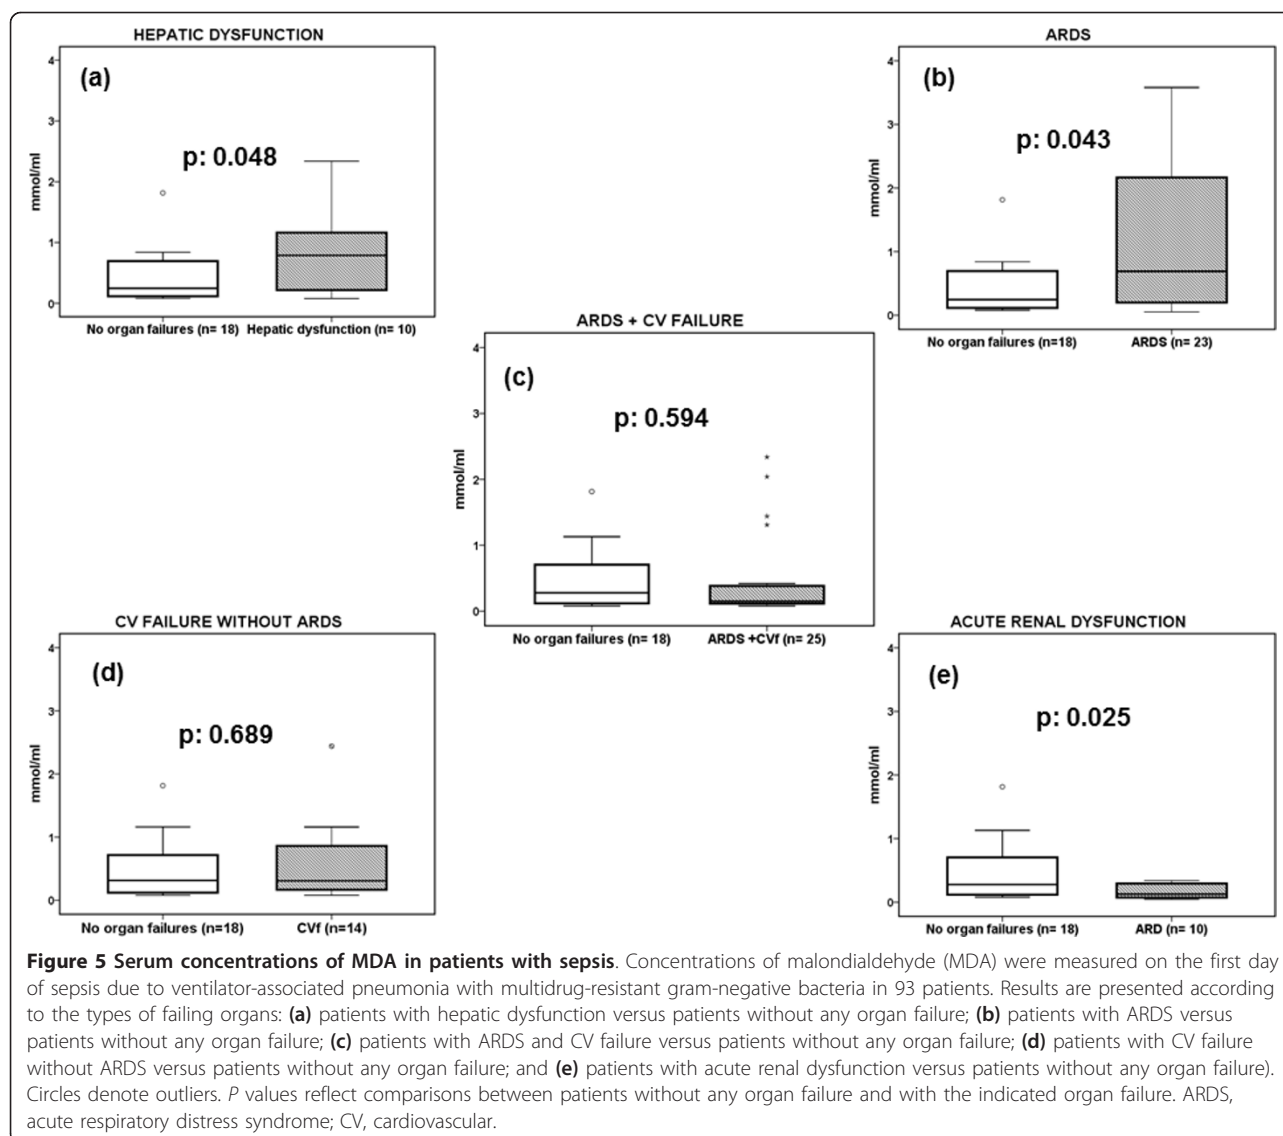 HEPATIC DYSFUNCTION
(a)
p: 0.048
mmol/ml
4
3
2
1
0
No organ failures (n= 18) Hepatic dysfunction (n= 10)
ARDS
(b)
p: 0.043
mmol/ml
4
3
2
1
0
No organ failures (n=18) ARDS (n= 23)
ARDS + CV FAILURE
(c)
p: 0.594
mmol/ml
4
3
2
1
0
No organ failures (n= 18) ARDS +CVf (n= 25)
CV FAILURE WITHOUT ARDS
(d)
p: 0.689
mmol/ml
4
3
2
1
0
No organ failures (n=18) CVf (n=14)
ACUTE RENAL DYSFUNCTION
(e)
p: 0.025
mmol/ml
4
3
2
1
0
No organ failures (n= 18) ARD (n= 10)
Figure 5 Serum concentrations of MDA in patients with sepsis. Concentrations of malondialdehyde (MDA) were measured on the first day
of sepsis due to ventilator-associated pneumonia with multidrug-resistant gram-negative bacteria in 93 patients. Results are presented according
to the types of failing organs: (a) patients with hepatic dysfunction versus patients without any organ failure; (b) patients with ARDS versus
patients without any organ failure; (c) patients with ARDS and CV failure versus patients without any organ failure; (d) patients with CV failure
without ARDS versus patients without any organ failure; and (e) patients with acute renal dysfunction versus patients without any organ failure).
Circles denote outliers. P values reflect comparisons between patients without any organ failure and with the indicated organ failure. ARDS,
acute respiratory distress syndrome; CV, cardiovascular.